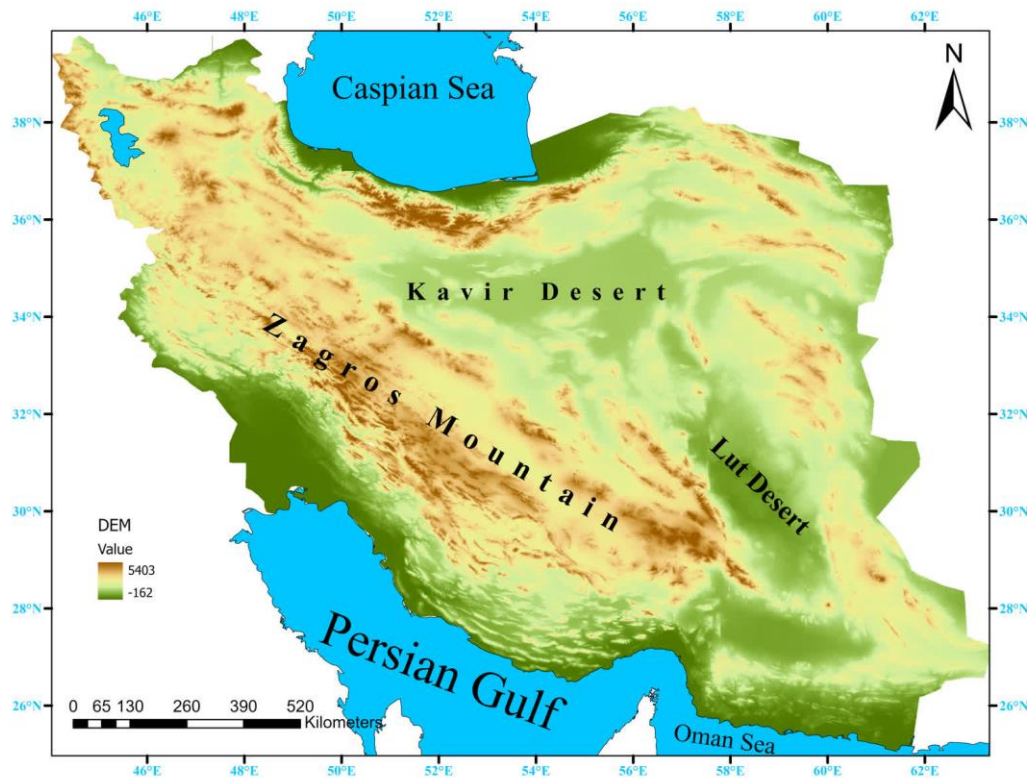 46°E 48°E 50°E 52°E 54°E 56°E 58°E 60°E 62°E
N
Caspian Sea
38°N 38°N
36°N 36°N
Kavir Desert
34°N 34°N
Zagros Mountain
32°N 32°N
Lut Desert
30°N 30°N
DEM
Value
5403
-162
28°N 28°N
Persian Gulf
26°N 26°N
0 65 130 260 390 520
Kilometers
Oman Sea
46°E 48°E 50°E 52°E 54°E 56°E 58°E 60°E 62°E